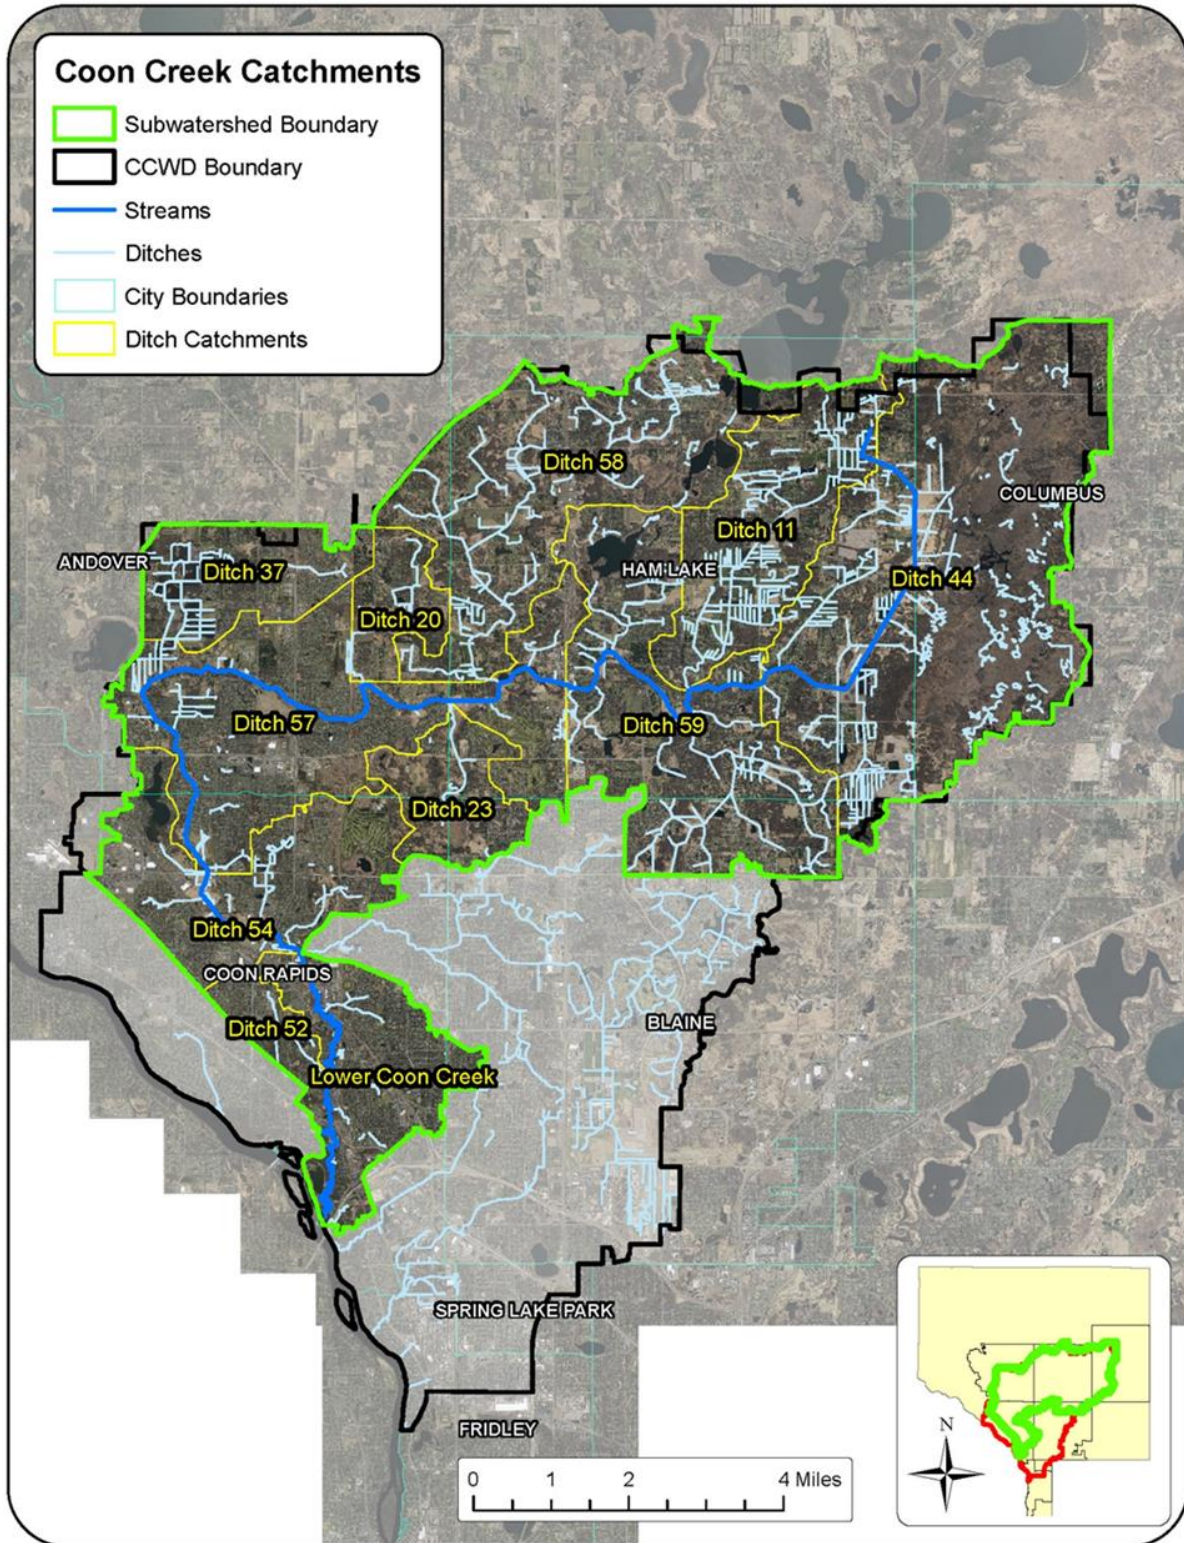 Coon Creek Catchments
Subwatershed Boundary
CCWD Boundary
Streams
Ditches
City Boundaries
Ditch Catchments
Ditch 58
COLUMBUS
Ditch 11
ANDOVER
Ditch 37
HAM LAKE
Ditch 44
Ditch 20
Ditch 57
Ditch 59
Ditch 23
Ditch 54
COON RAPIDS
Ditch 52
BLAINE
Lower Coon Creek
SPRING LAKE PARK
FRIDLEY
N
0 1 2 4 Miles